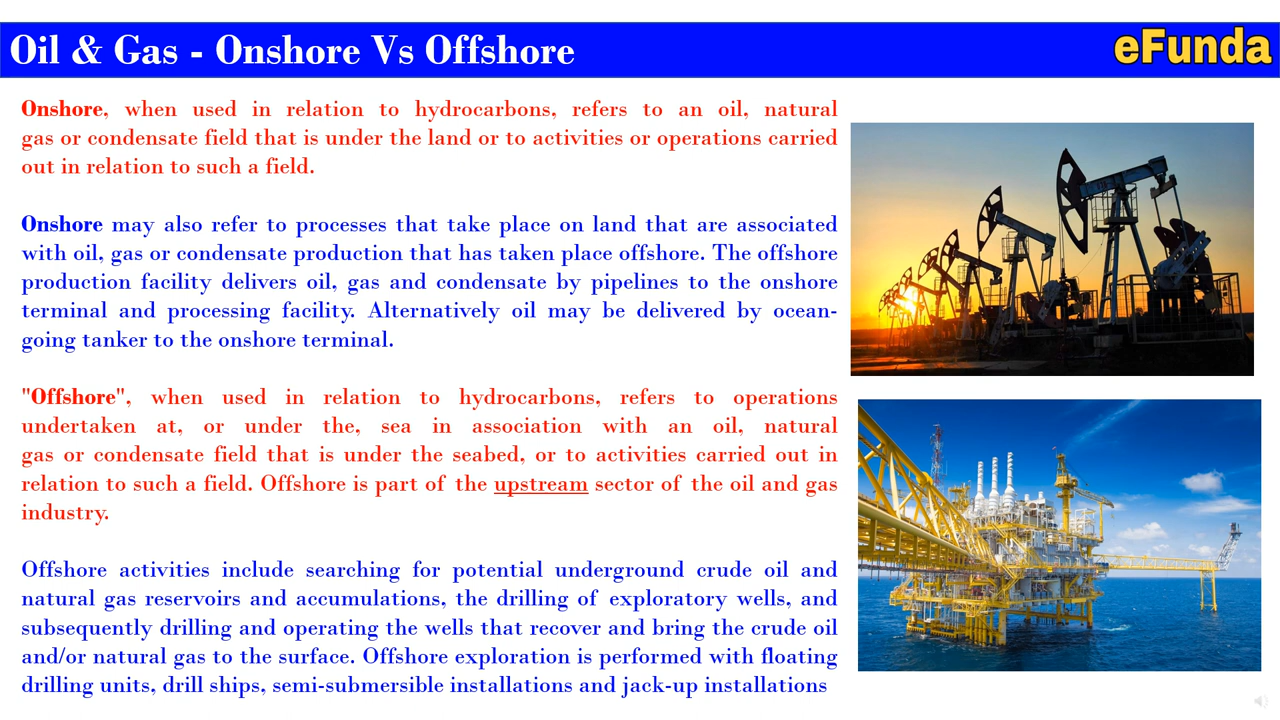 Oil & Gas - Onshore Vs Offshore
eFunda
Onshore, when used in relation to hydrocarbons, refers to an oil, natural
gas or condensate field that is under the land or to activities or operations carried
out in relation to such a field.
Onshore may also refer to processes that take place on land that are associated
with oil, gas or condensate production that has taken place offshore. The offshore
production facility delivers oil, gas and condensate by pipelines to the onshore
terminal and processing facility. Alternatively oil may be delivered by ocean-
going tanker to the onshore terminal.
"Offshore", when used in relation to hydrocarbons, refers to operations
undertaken at, or under the, sea in association with an oil, natural
gas or condensate field that is under the seabed, or to activities carried out in
relation to such a field. Offshore is part of the upstream sector of the oil and gas
industry.
Offshore activities include searching for potential underground crude oil and
natural gas reservoirs and accumulations, the drilling of exploratory wells, and
subsequently drilling and operating the wells that recover and bring the crude oil
and/or natural gas to the surface. Offshore exploration is performed with floating
drilling units, drill ships, semi-submersible installations and jack-up installations